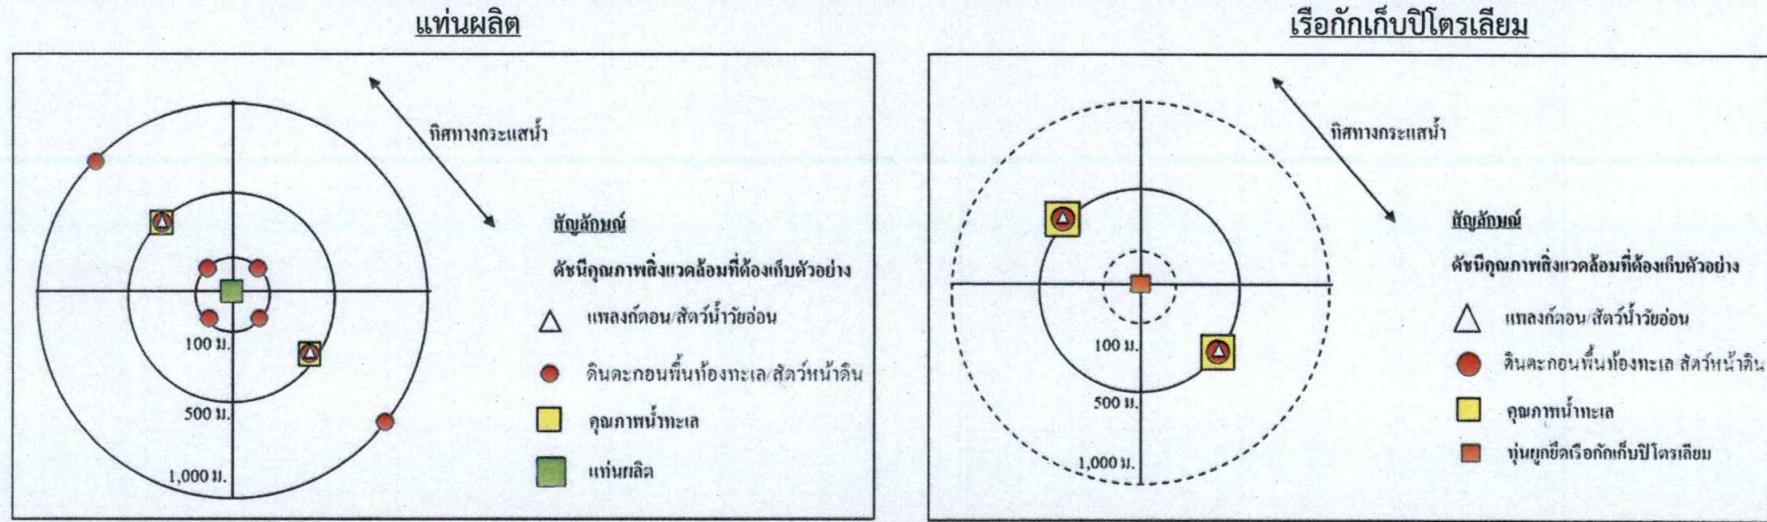 แท่นผลิต
ทิศทางกระแสน้ำ
สัญลักษณ์
ดัชนีคุณภาพสิ่งแวดล้อมที่ต้องเก็บตัวอย่าง
แพลงก์ตอน/สัตว์น้ำวัยอ่อน
ดินตะกอนพื้นท้องทะเล/สัตว์หน้าดิน
คุณภาพน้ำทะเล
แท่นผลิต
100 ม.
500 ม.
1,000 ม.
เรือกักเก็บปิโตรเลียม
ทิศทางกระแสน้ำ
สัญลักษณ์
ดัชนีคุณภาพสิ่งแวดล้อมที่ต้องเก็บตัวอย่าง
แพลงก์ตอน/สัตว์น้ำวัยอ่อน
ดินตะกอนพื้นท้องทะเล/สัตว์หน้าดิน
คุณภาพน้ำทะเล
ทุ่นผูกยึดเรือกักเก็บปิโตรเลียม
100 ม.
500 ม.
1,000 ม.